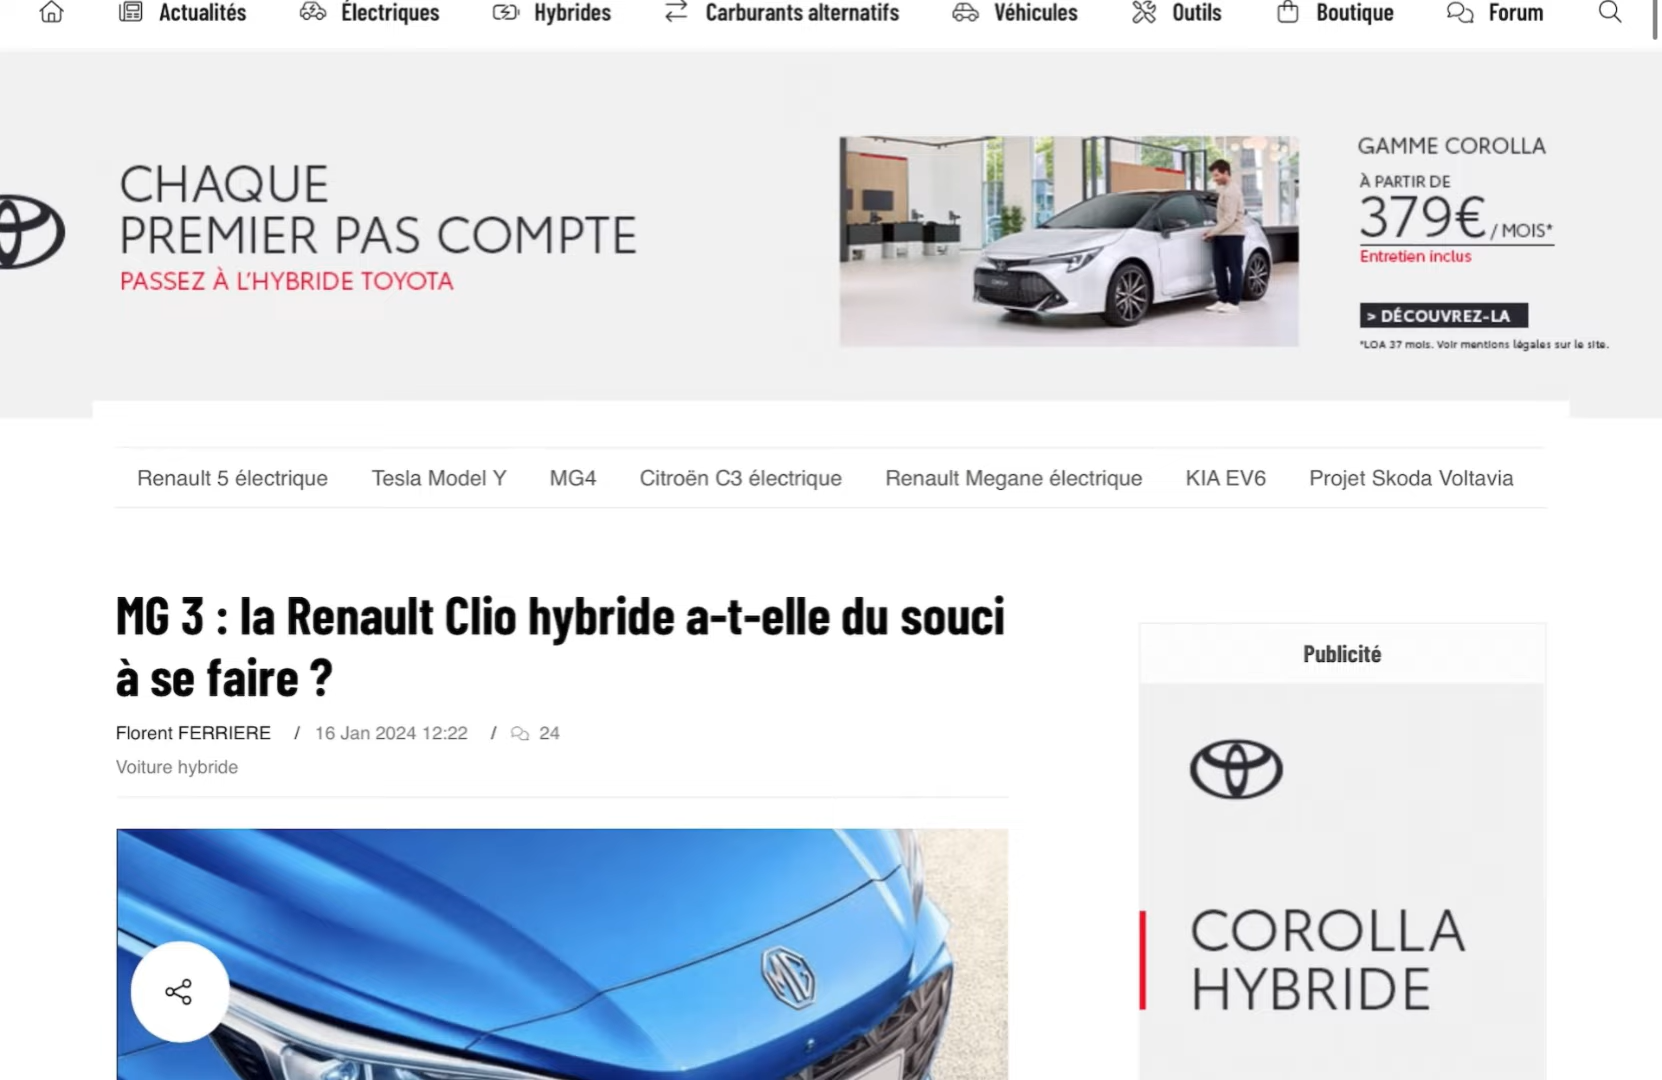 Actualités Électriques Hybrides Carburants alternatifs Véhicules Outils Boutique Forum
CHAQUE
PREMIER PAS COMPTE
PASSEZ À L'HYBRIDE TOYOTA
GAMME COROLLA
À PARTIR DE
379€ / MOIS*
Entretien inclus
> DÉCOUVREZ-LA
*LOA 37 mois. Voir mentions légales sur le site.
Renault 5 électrique Tesla Model Y MG4 Citroën C3 électrique Renault Megane électrique KIA EV6 Projet Skoda Voltavia
MG 3 : la Renault Clio hybride a-t-elle du souci
à se faire ?
Florent FERRIERE / 16 Jan 2024 12:22 / 24
Voiture hybride
MG
Publicité
COROLLA
HYBRIDE